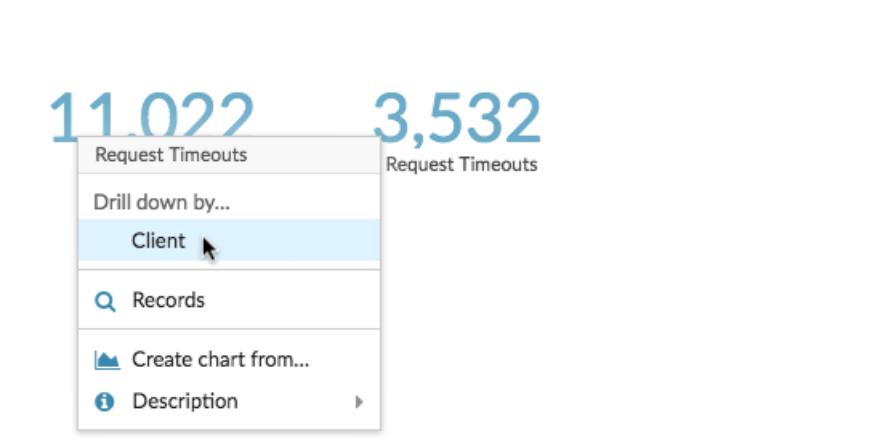 11,022
3,532
Request Timeouts
Request Timeouts
Drill down by...
Client
Records
Create chart from...
Description